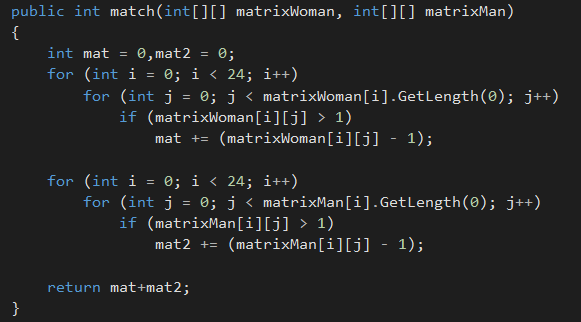 public int match(int[][] matrixWoman, int[][] matrixMan)
{
    int mat = 0,mat2 = 0;
    for (int i = 0; i < 24; i++)
        for (int j = 0; j < matrixWoman[i].GetLength(0); j++)
            if (matrixWoman[i][j] > 1)
                mat += (matrixWoman[i][j] - 1);

    for (int i = 0; i < 24; i++)
        for (int j = 0; j < matrixMan[i].GetLength(0); j++)
            if (matrixMan[i][j] > 1)
                mat2 += (matrixMan[i][j] - 1);

    return mat+mat2;
}